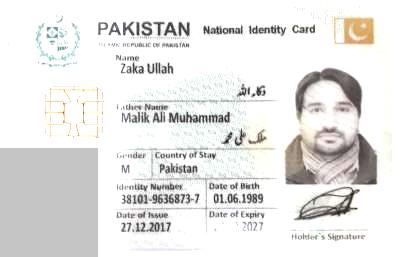 PAKISTAN National Identity Card
ISLAMIC REPUBLIC OF PAKISTAN
Name
Zaka Ullah
ذکاء اللہ
Father Name
Malik Ali Muhammad
ملک علی محمد
Gender Country of Stay
M Pakistan
Identity Number Date of Birth
38101-9636873-7 01.06.1989
Date of Issue Date of Expiry
27.12.2017 2027
Holder's Signature